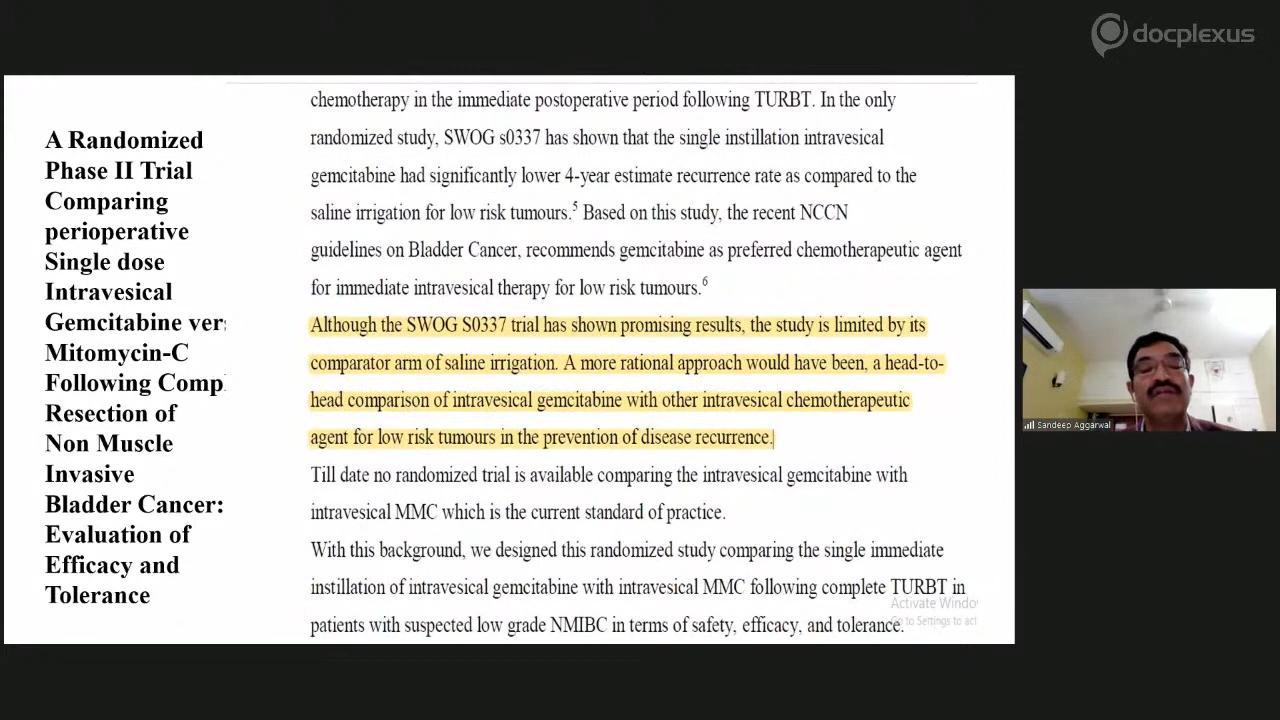 docplexus
A Randomized
Phase II Trial
Comparing
perioperative
Single dose
Intravesical
Gemcitabine ver
Mitomycin-C
Following Comp
Resection of
Non Muscle
Invasive
Bladder Cancer:
Evaluation of
Efficacy and
Tolerance
chemotherapy in the immediate postoperative period following TURBT. In the only
randomized study, SWOG s0337 has shown that the single instillation intravesical
gemcitabine had significantly lower 4-year estimate recurrence rate as compared to the
saline irrigation for low risk tumours.5 Based on this study, the recent NCCN
guidelines on Bladder Cancer, recommends gemcitabine as preferred chemotherapeutic agent
for immediate intravesical therapy for low risk tumours.6
Although the SWOG S0337 trial has shown promising results, the study is limited by its
comparator arm of saline irrigation. A more rational approach would have been, a head-to-
head comparison of intravesical gemcitabine with other intravesical chemotherapeutic
agent for low risk tumours in the prevention of disease recurrence.
Till date no randomized trial is available comparing the intravesical gemcitabine with
intravesical MMC which is the current standard of practice.
With this background, we designed this randomized study comparing the single immediate
instillation of intravesical gemcitabine with intravesical MMC following complete TURBT in
patients with suspected low grade NMIBC in terms of safety, efficacy, and tolerance.
Activate Windo
Go to Settings to act
Sandeep Aggarwal